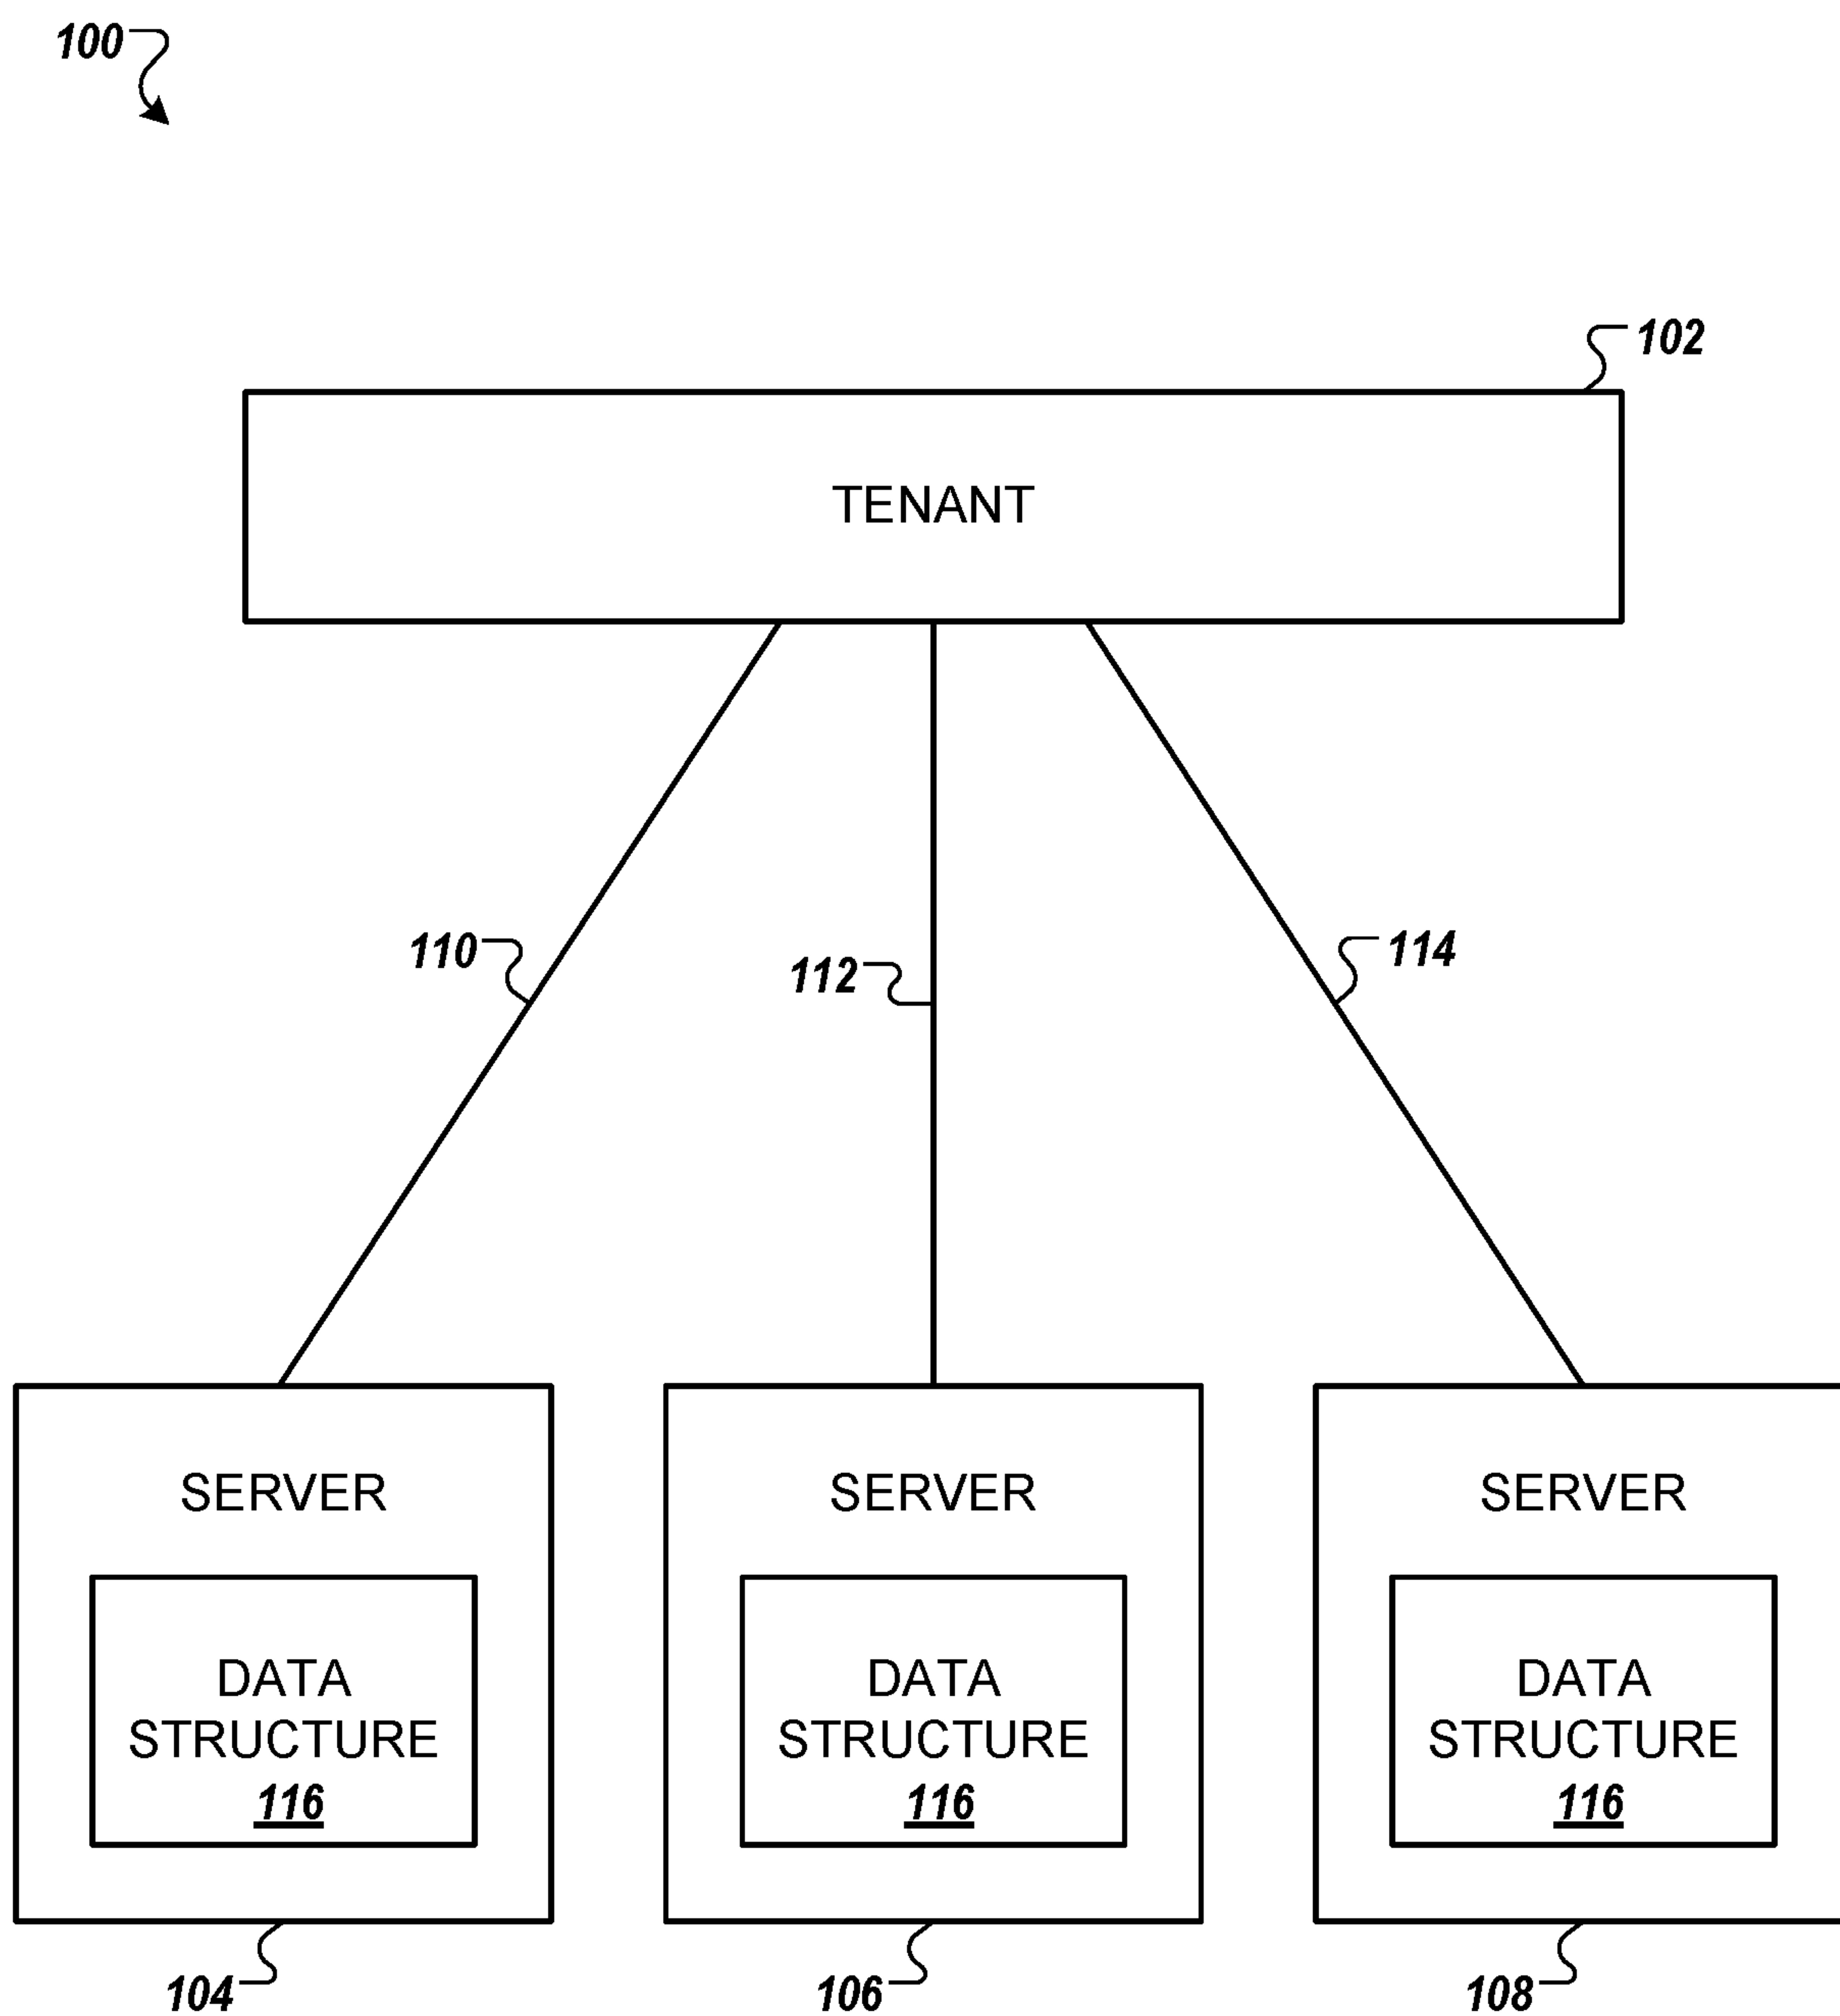 100
102
TENANT
110
112
114
SERVER
SERVER
SERVER
DATA
STRUCTURE
116
DATA
STRUCTURE
116
DATA
STRUCTURE
116
104
106
108